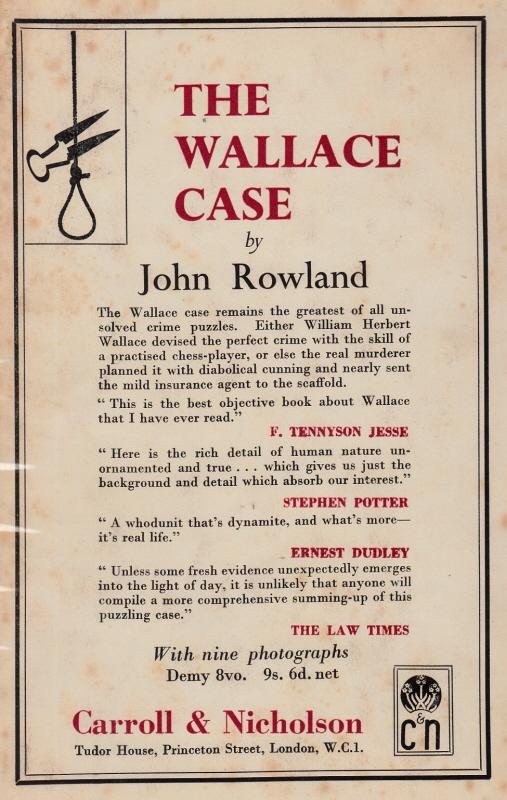 THE
WALLACE
CASE
by
John Rowland
The Wallace case remains the greatest of all un-
solved crime puzzles. Either William Herbert
Wallace devised the perfect crime with the skill of
a practised chess-player, or else the real murderer
planned it with diabolical cunning and nearly sent
the mild insurance agent to the scaffold.
“ This is the best objective book about Wallace
that I have ever read.”
F. TENNYSON JESSE
“ Here is the rich detail of human nature un-
ornamented and true . . . which gives us just the
background and detail which absorb our interest.”
STEPHEN POTTER
“ A whodunit that's dynamite, and what's more—
it's real life.”
ERNEST DUDLEY
“ Unless some fresh evidence unexpectedly emerges
into the light of day, it is unlikely that anyone will
compile a more comprehensive summing-up of this
puzzling case.”
THE LAW TIMES
With nine photographs
Demy 8vo. 9s. 6d. net
Carroll & Nicholson
Tudor House, Princeton Street, London, W.C.1.
&
cn